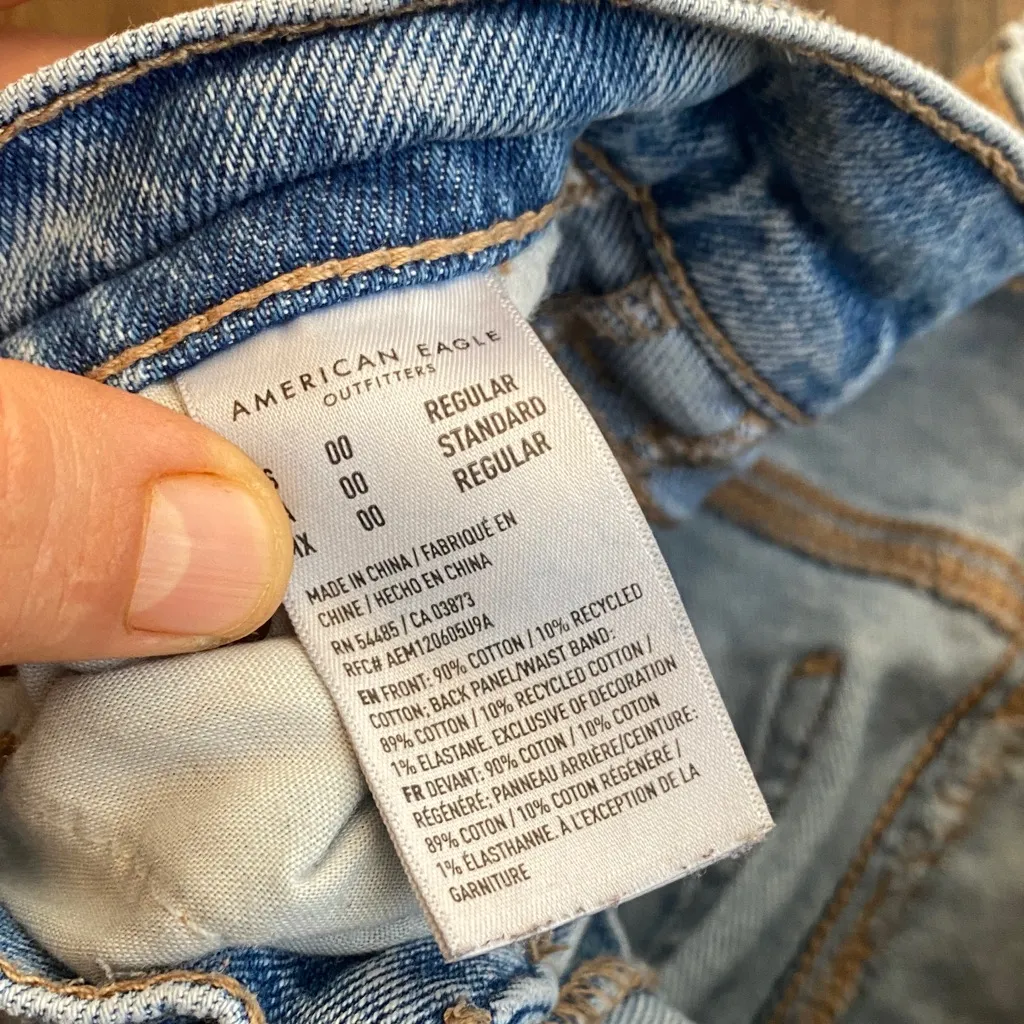 AMERICAN EAGLE
OUTFITTERS
00 REGULAR
00 STANDARD
00 REGULAR
MADE IN CHINA / FABRIQUÉ EN
CHINE / HECHO EN CHINA
RN 54485 / CA 03873
RFC# AEM120605U9A
EN FRONT: 90% COTTON / 10% RECYCLED
COTTON; BACK PANEL/WAIST BAND:
89% COTTON / 10% RECYCLED COTTON /
1% ELASTANE. EXCLUSIVE OF DECORATION
FR DEVANT: 90% COTON / 10% COTON
RÉGÉNÉRÉ; PANNEAU ARRIÈRE/CEINTURE:
89% COTON / 10% COTON RÉGÉNÉRÉ /
1% ÉLASTHANNE. À L'EXCEPTION DE LA
GARNITURE